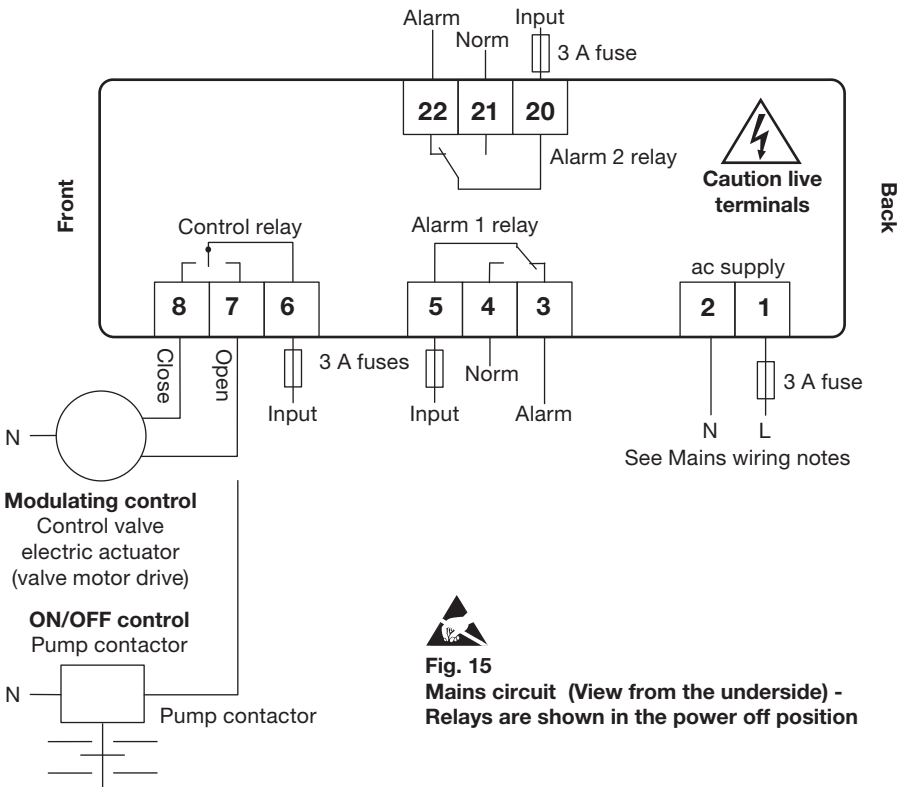 Alarm
Norm
Input
3 A fuse
22
21
20
Alarm 2 relay
Caution live
terminals
Front
Back
Control relay
Alarm 1 relay
ac supply
8
7
6
5
4
3
2
1
Close
Open
3 A fuses
Input
Input
Norm
Alarm
3 A fuse
N
L
See Mains wiring notes
N
Modulating control
Control valve
electric actuator
(valve motor drive)
ON/OFF control
Pump contactor
N
Pump contactor
Fig. 15
Mains circuit (View from the underside) -
Relays are shown in the power off position